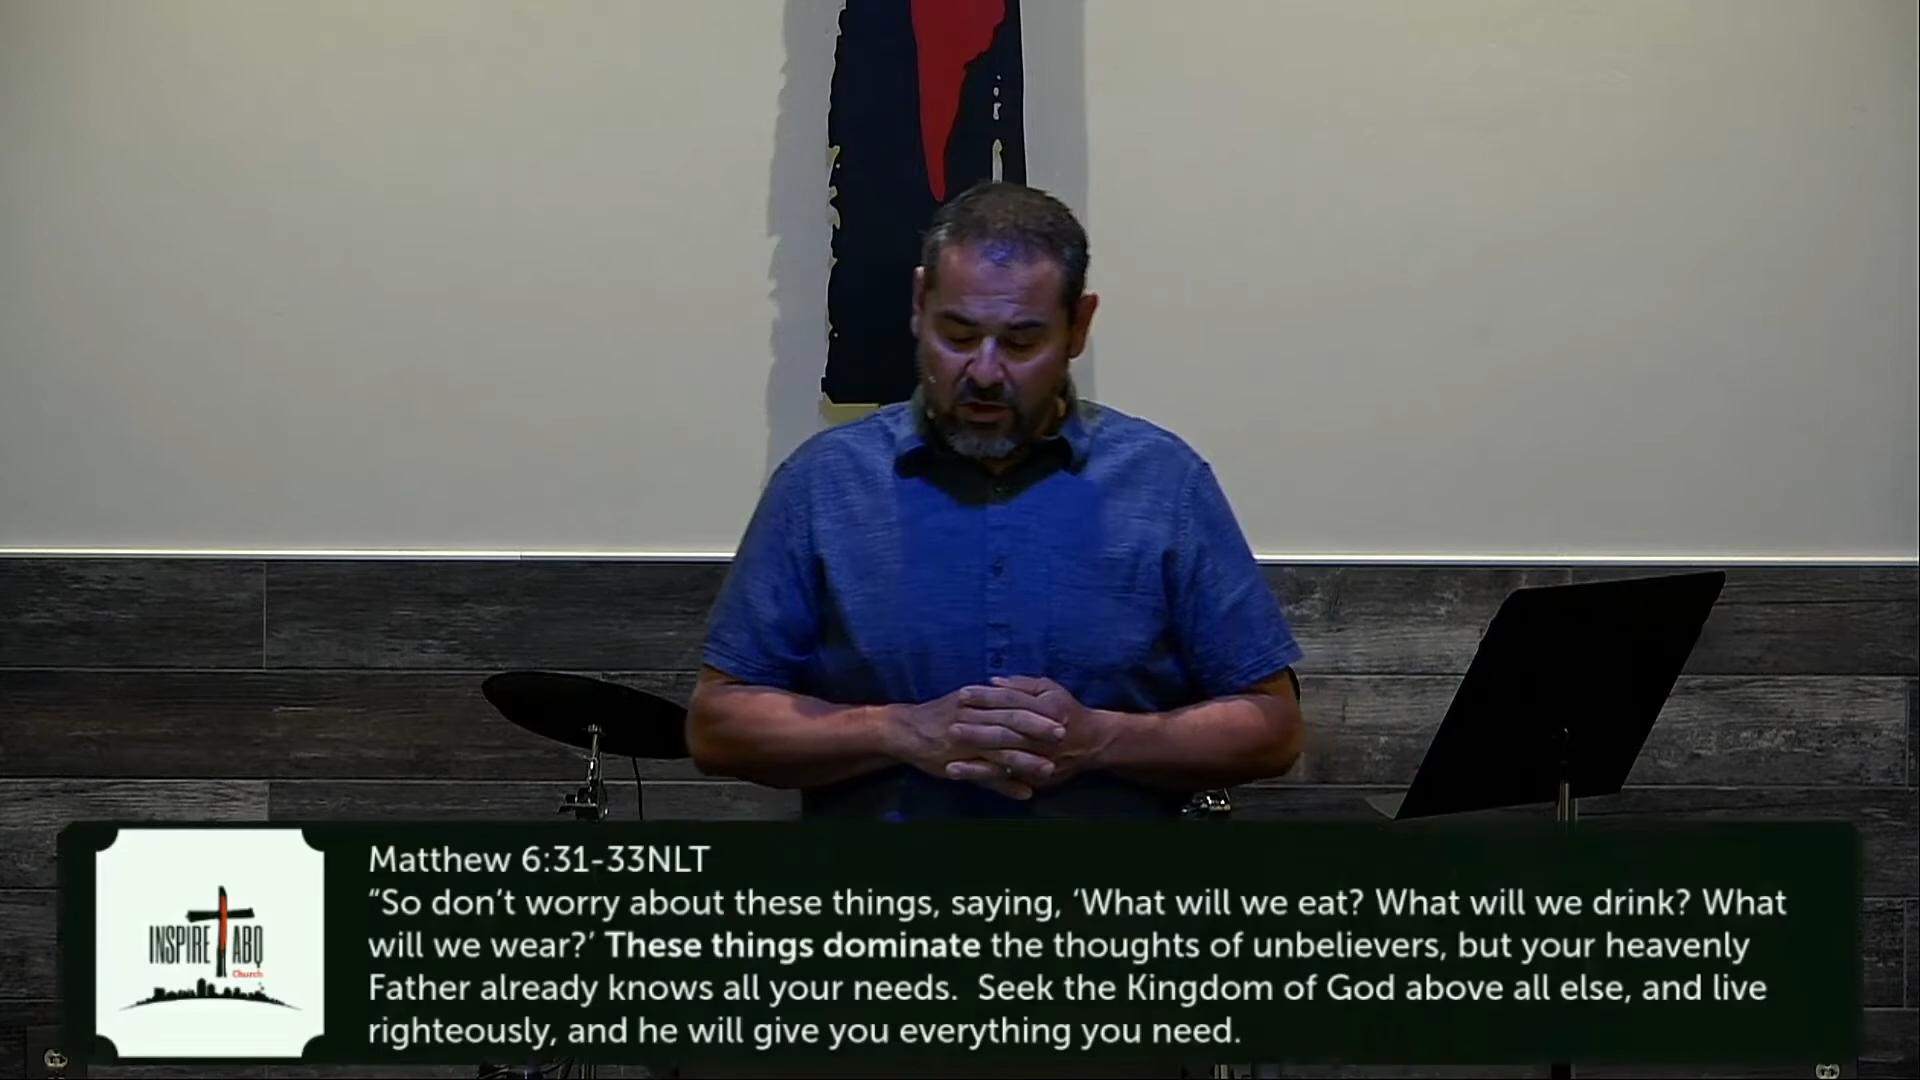 Matthew 6:31-33NLT
“So don’t worry about these things, saying, ‘What will we eat? What will we drink? What
will we wear?’ These things dominate the thoughts of unbelievers, but your heavenly
Father already knows all your needs.  Seek the Kingdom of God above all else, and live
righteously, and he will give you everything you need.
INSPIRE ABQ
Church